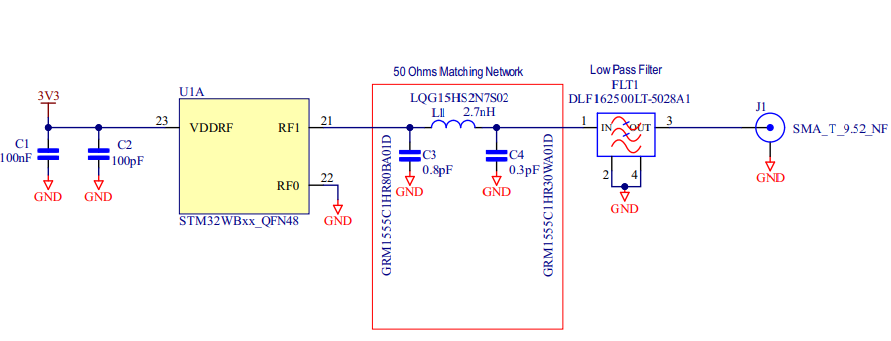 50 Ohms Matching Network
Low Pass Filter
FLT1
DLF162500LT-5028A1
U1A
3V3
LQG15HS2N7S02
L1 2.7nH
J1
23
VDDRF
RF1
21
1
IN
OUT
3
SMA_T_9.52_NF
C1
100nF
C2
100pF
C3
0.8pF
C4
0.3pF
GND
GND
GND
GND
GND
RF0
22
2
4
GND
GND
STM32WBxx_QFN48
GRM1555C1HR80BA01D
GRM1555C1HR30WA01D